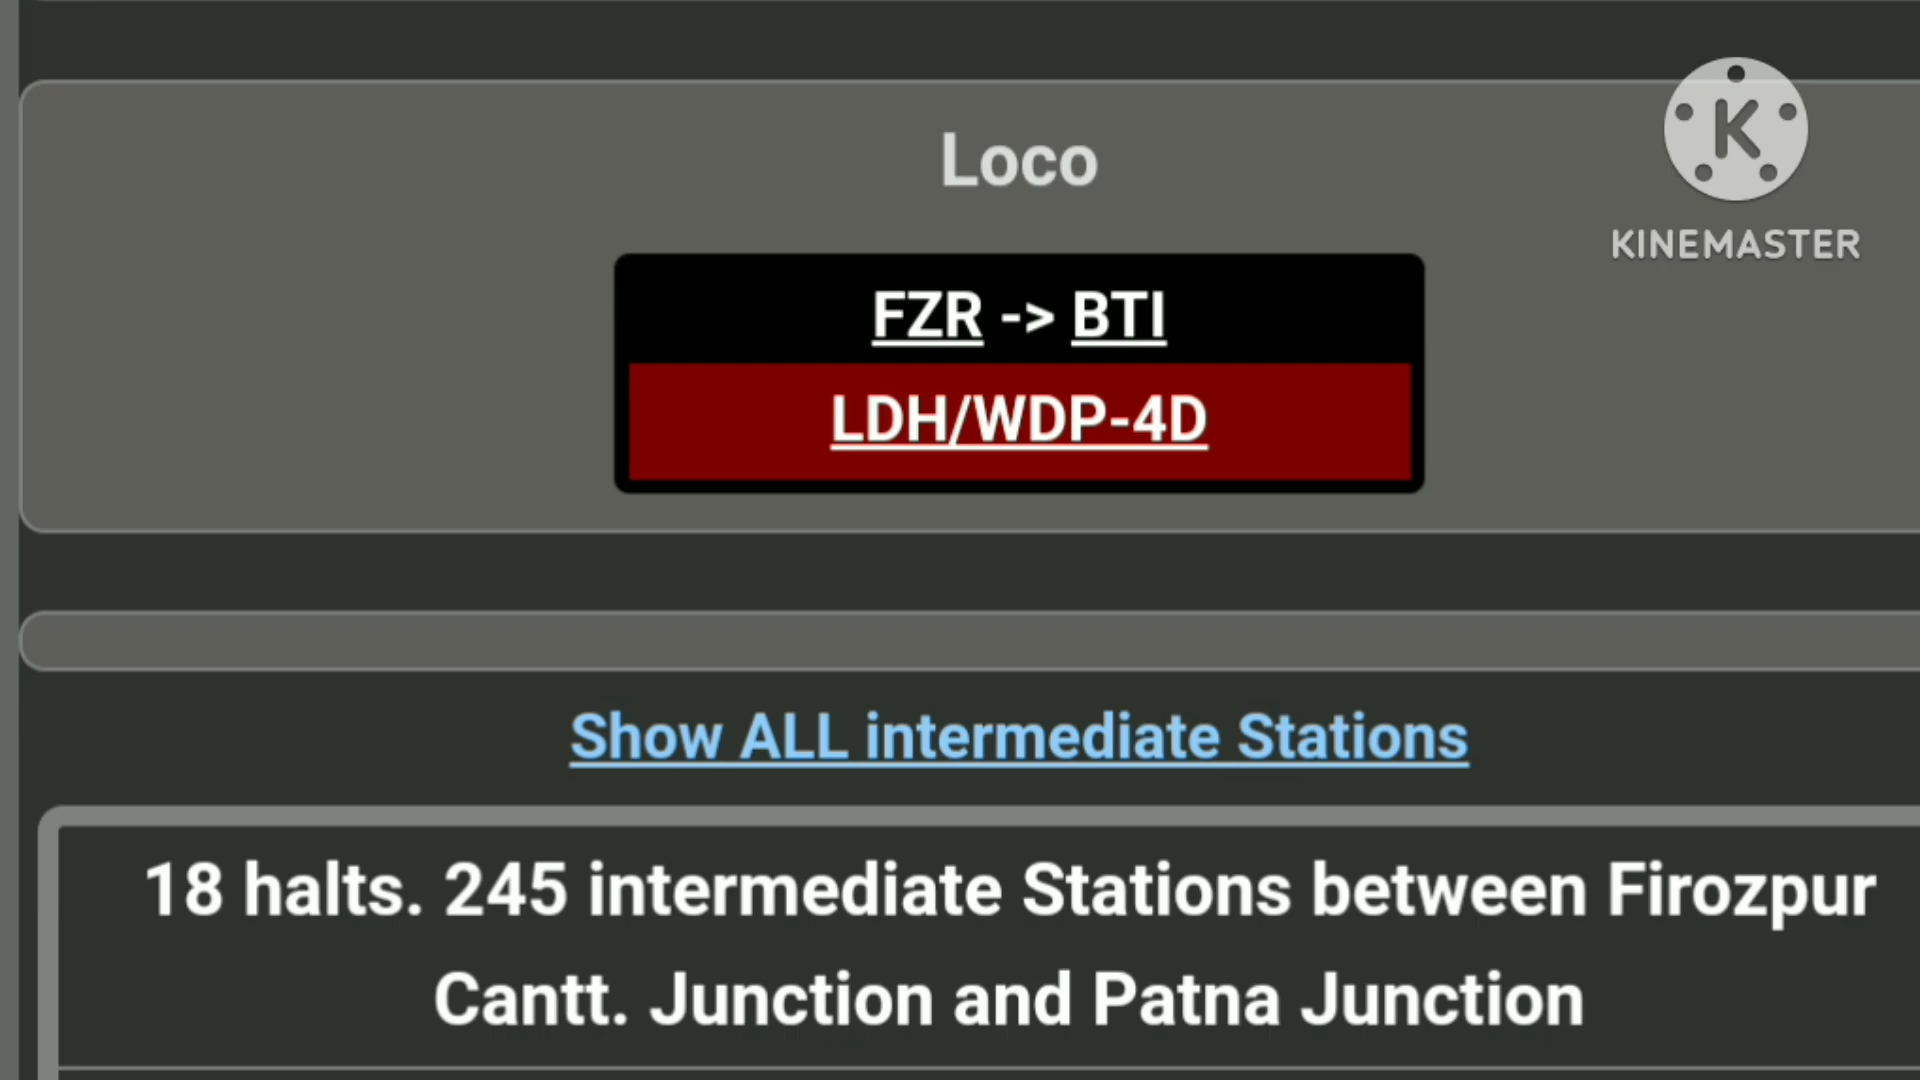 Loco
K
KINEMASTER
FZR -> BTI
LDH/WDP-4D
Show ALL intermediate Stations
18 halts. 245 intermediate Stations between Firozpur
Cantt. Junction and Patna Junction